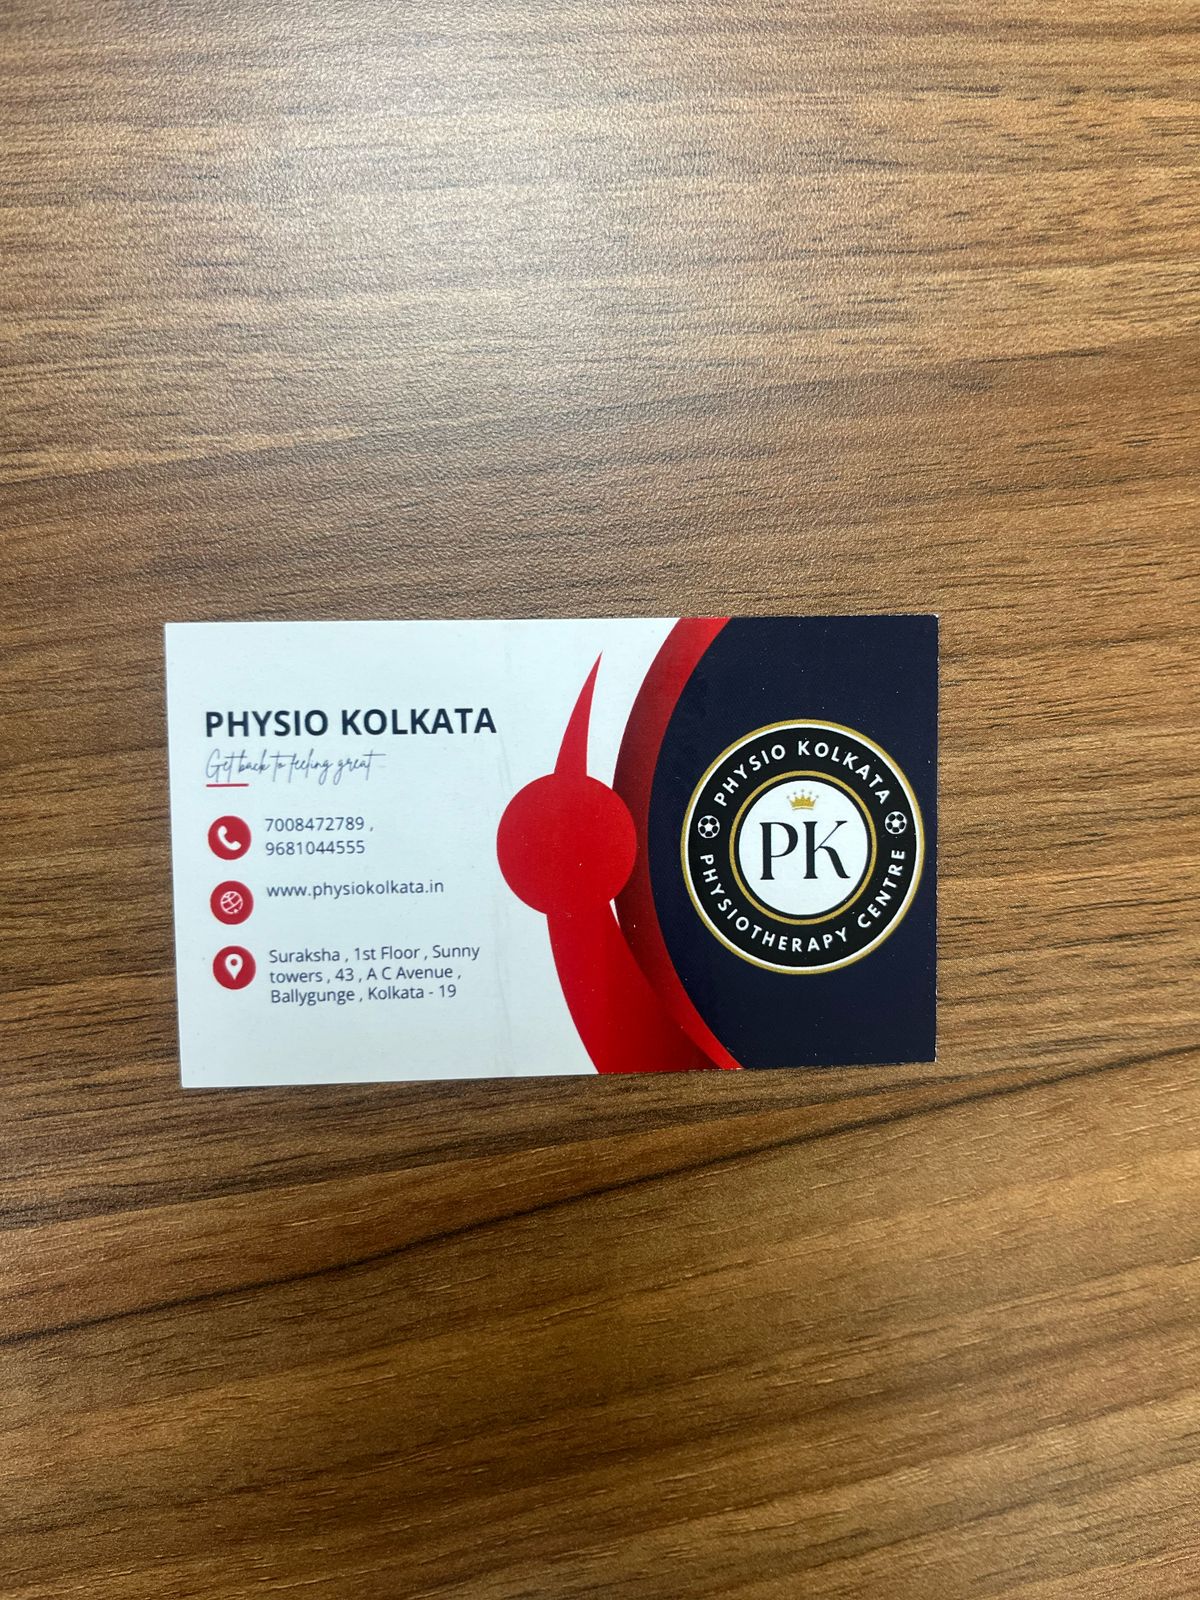 PHYSIO KOLKATA
Get back to feeling great
7008472789 ,
9681044555
www.physiokolkata.in
Suraksha , 1st Floor , Sunny
towers , 43 , A C Avenue ,
Ballygunge , Kolkata - 19
PHYSIO KOLKATA
PK
PHYSIOTHERAPY CENTRE